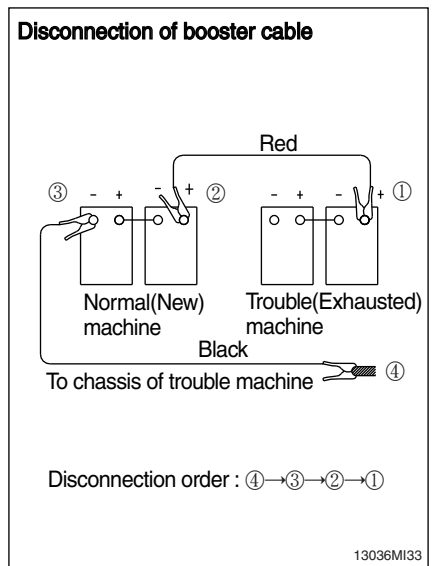 Disconnection of booster cable
Red
③ - + - + ② - + - + ①
Normal(New) Trouble(Exhausted)
machine machine
Black
To chassis of trouble machine ④
Disconnection order : ④→③→②→①
13036MI33